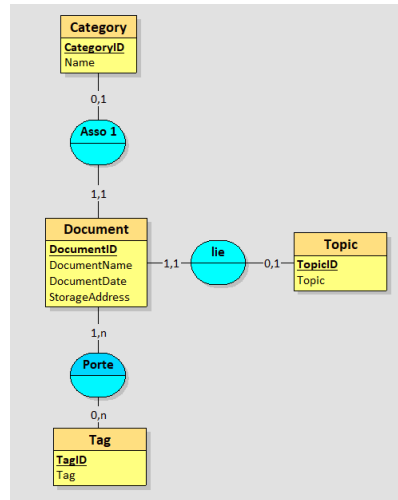 Category
CategoryID
Name
0,1
Asso 1
1,1
Document
DocumentID
DocumentName
DocumentDate
StorageAddress
1,1
lie
0,1
Topic
TopicID
Topic
1,n
Porte
0,n
Tag
TagID
Tag